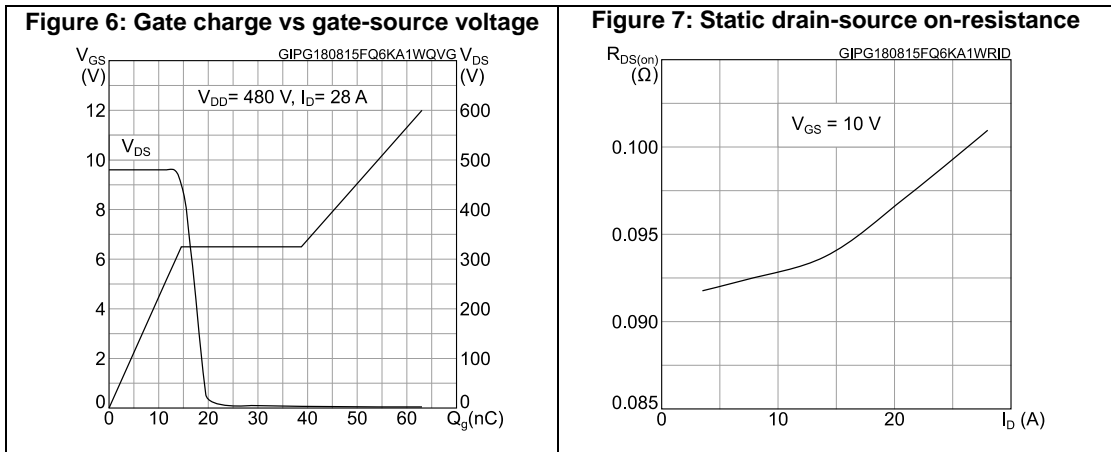 Figure 6: Gate charge vs gate-source voltage
GIPG180815FQ6KA1WQVG
VGS
(V)
VDS
(V)
VDD= 480 V, ID= 28 A
VDS
12
10
8
6
4
2
0
600
500
400
300
200
100
0
0 10 20 30 40 50 60 Qg(nC)
Figure 7: Static drain-source on-resistance
GIPG180815FQ6KA1WRID
RDS(on)
(Ω)
VGS = 10 V
0.100
0.095
0.090
0.085
0 10 20 ID (A)